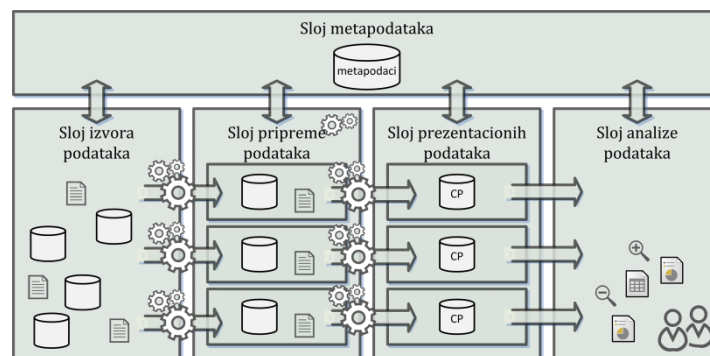 Sloj metapodataka
metapodaci
Sloj izvora
podataka
Sloj pripreme
podataka
Sloj prezentacionih
podataka
Sloj analize
podataka
CP
CP
CP